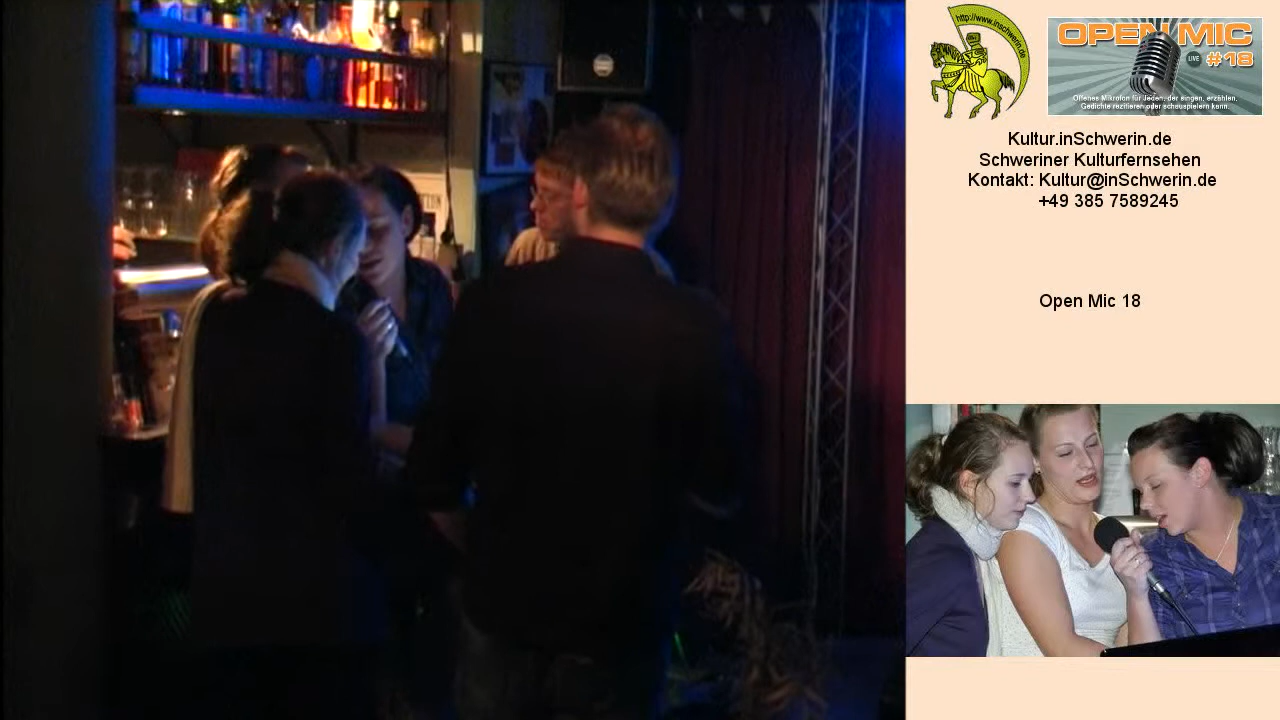 http://www.inschwerin.de
OPEN MIC
LIVE #18
Offenes Mikrofon für Jeden, der singen, erzählen,
Gedichte rezitieren oder schauspielern kann.
Kultur.inSchwerin.de
Schweriner Kulturfernsehen
Kontakt: Kultur@inSchwerin.de
+49 385 7589245
Open Mic 18